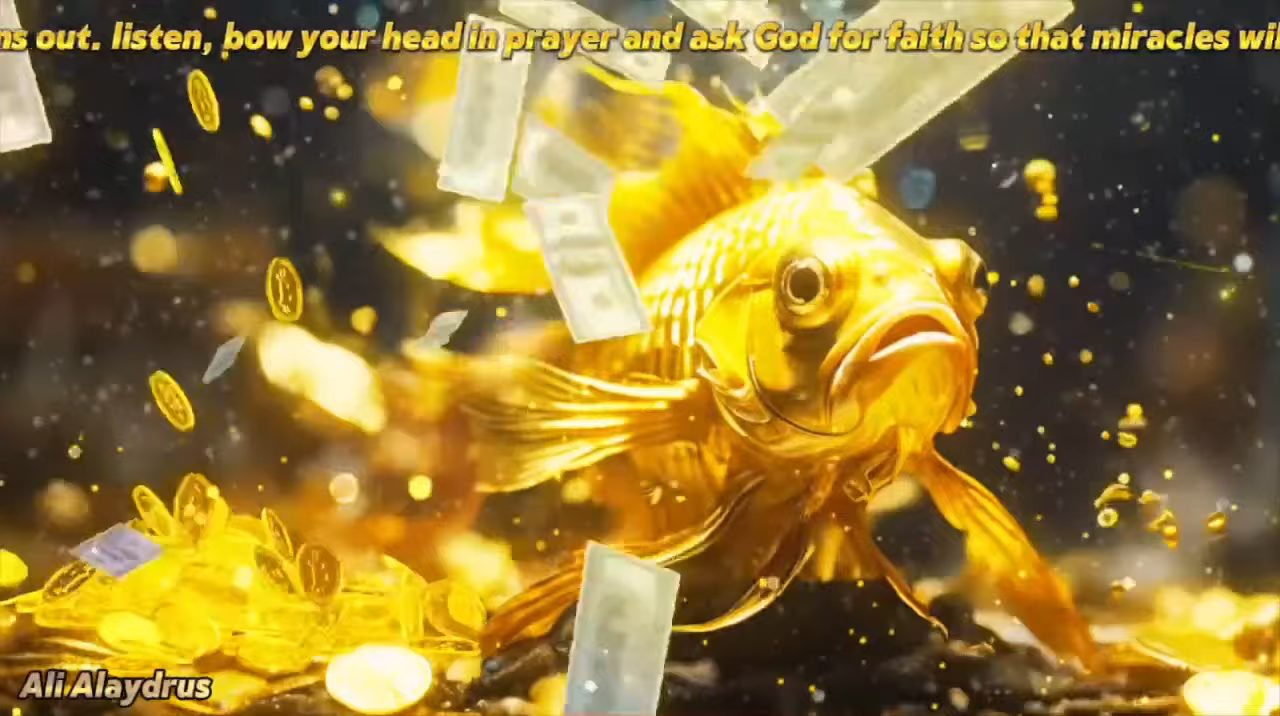 out. listen, bow your head in prayer and ask God for faith so that miracles
Ali Alaydrus